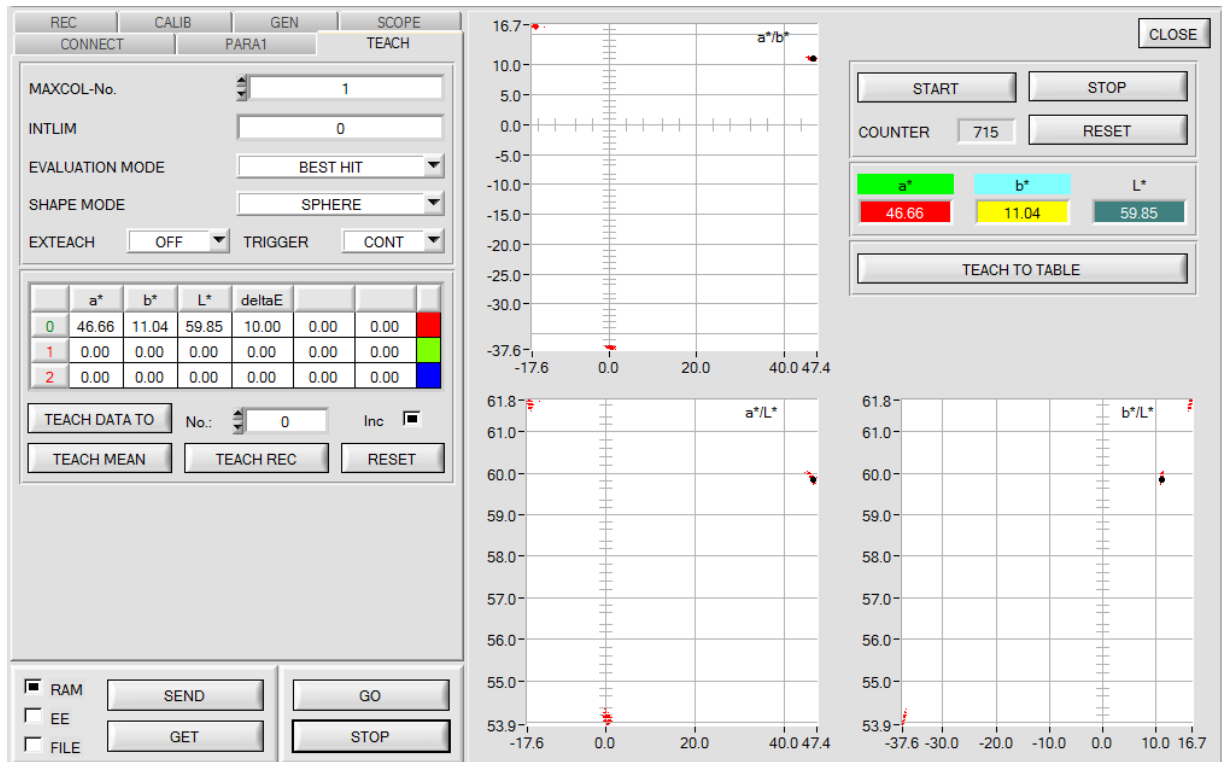 REC CALIB GEN SCOPE
CONNECT PARA1 TEACH
MAXCOL-No. 1
INTLIM 0
EVALUATION MODE BEST HIT
SHAPE MODE SPHERE
EXTEACH OFF TRIGGER CONT
a* b* L* deltaE
0 46.66 11.04 59.85 10.00 0.00 0.00
1 0.00 0.00 0.00 0.00 0.00 0.00
2 0.00 0.00 0.00 0.00 0.00 0.00
TEACH DATA TO No.: 0 Inc
TEACH MEAN TEACH REC RESET
RAM SEND GO
EE
FILE GET STOP
a*/b*
16.7
10.0
5.0
0.0
-5.0
-10.0
-15.0
-20.0
-25.0
-30.0
-37.6
-17.6 0.0 20.0 40.0 47.4
CLOSE
START STOP
COUNTER 715 RESET
a* b* L*
46.66 11.04 59.85
TEACH TO TABLE
a*/L*
61.8
61.0
60.0
59.0
58.0
57.0
56.0
55.0
53.9
-17.6 0.0 20.0 40.0 47.4
b*/L*
61.8
61.0
60.0
59.0
58.0
57.0
56.0
55.0
53.9
-37.6 -30.0 -20.0 -10.0 0.0 10.0 16.7